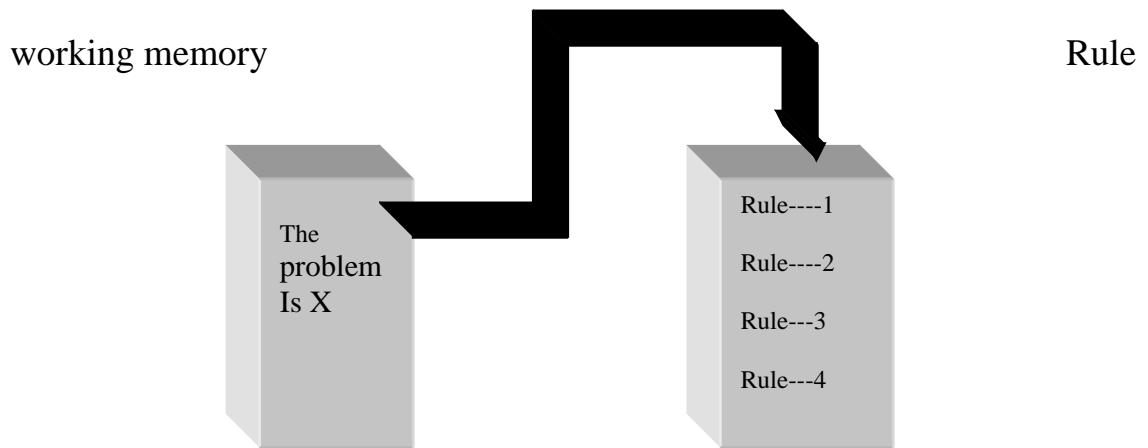 working memory
Rule
The
problem
Is X
Rule----1
Rule----2
Rule---3
Rule---4